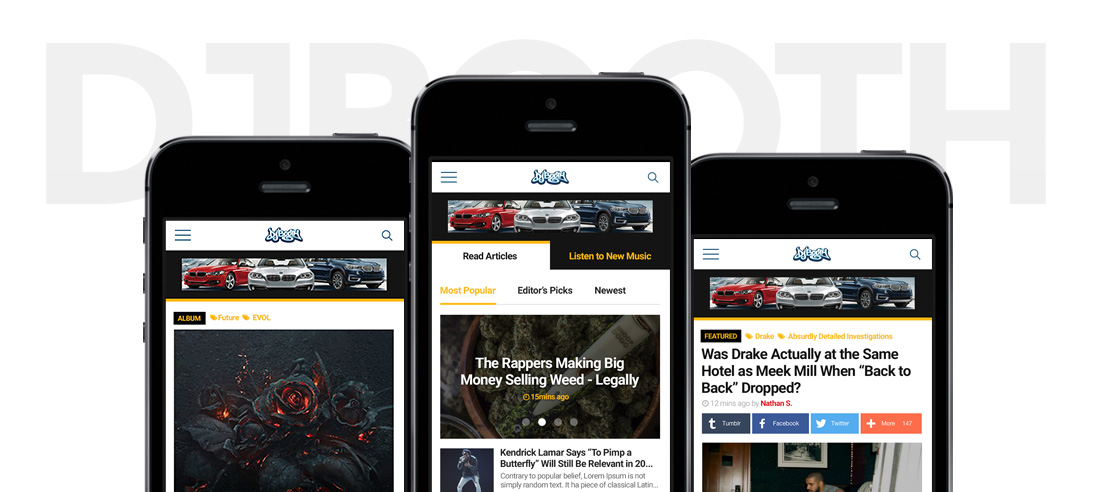 DJBOOTH
DJBooth
ALBUM Future EVOL
DJBooth
Read Articles Listen to New Music
Most Popular Editor's Picks Newest
The Rappers Making Big
Money Selling Weed - Legally
15mins ago
Kendrick Lamar Says "To Pimp a
Butterfly" Will Still Be Relevant in 20...
Contrary to popular belief, Lorem Ipsum is not
simply random text. It ha piece of classical Latin...
DJBooth
FEATURED Drake Absurdly Detailed Investigations
Was Drake Actually at the Same
Hotel as Meek Mill When “Back to
Back” Dropped?
12 mins ago by Nathan S.
t Tumblr f Facebook Twitter + More 147